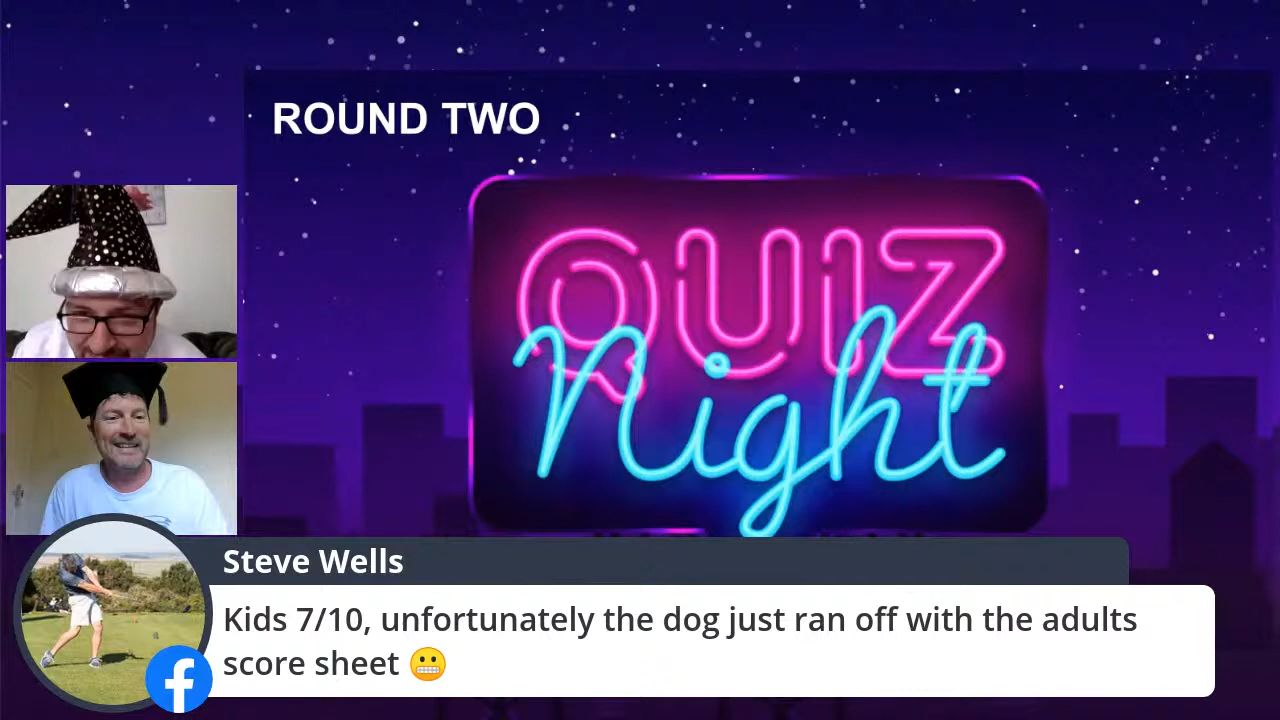 ROUND TWO
QUIZ
Night
Steve Wells
Kids 7/10, unfortunately the dog just ran off with the adults
score sheet 😬